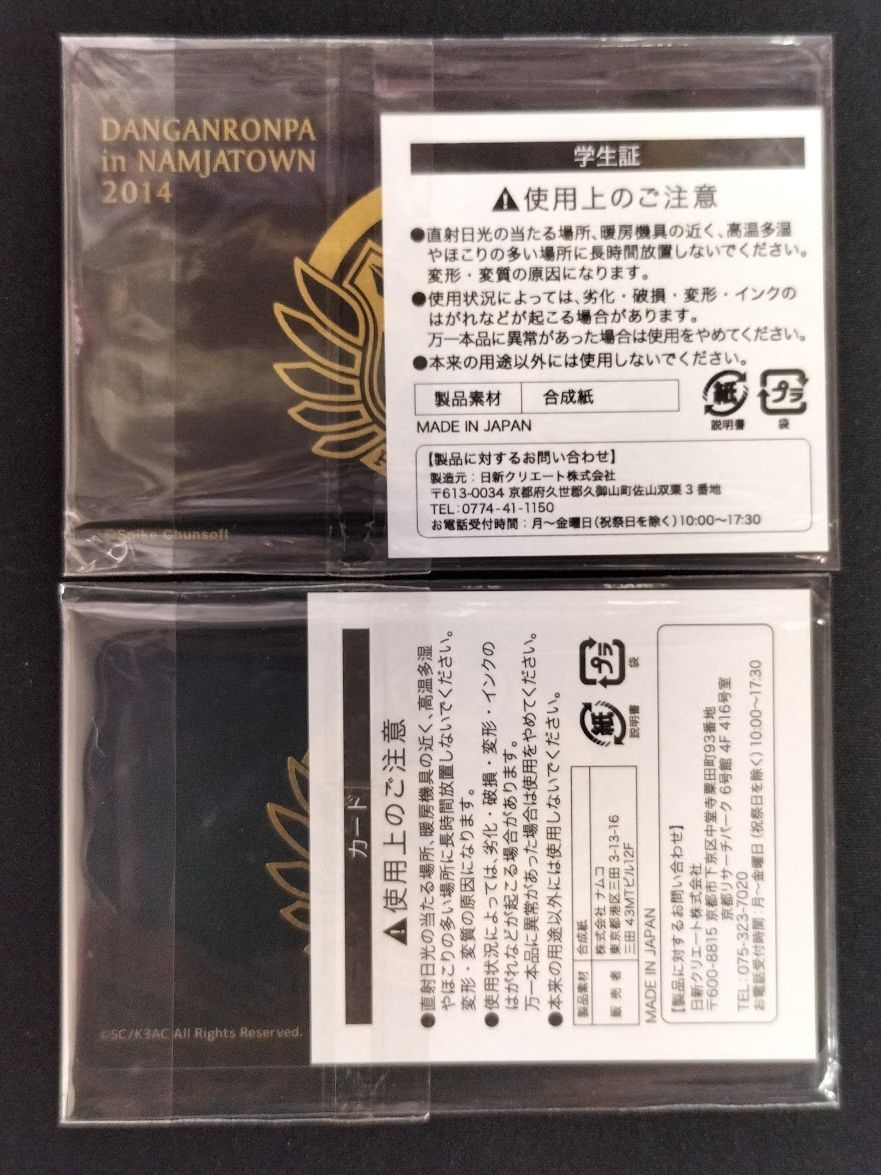 DANGANRONPA
in NAMJATOWN
2014
©Spike Chunsoft
学生証
⚠使用上のご注意
●直射日光の当たる場所、暖房機具の近く、高温多湿
やほこりの多い場所に長時間放置しないでください。
変形・変質の原因になります。
●使用状況によっては、劣化・破損・変形・インクの
はがれなどが起こる場合があります。
万一本品に異常があった場合は使用をやめてください。
●本来の用途以外には使用しないでください。
製品素材 合成紙
紙
説明書
プラ
袋
MADE IN JAPAN
【製品に対するお問い合わせ】
製造元：日新クリエート株式会社
〒613-0034 京都府久世郡久御山町佐山双栗3番地
TEL:0774-41-1150
お電話受付時間：月〜金曜日(祝祭日を除く)10:00〜17:30
©SC/K3AC All Rights Reserved.
カード
⚠使用上のご注意
●直射日光の当たる場所、暖房機具の近く、高温多湿
やほこりの多い場所に長時間放置しないでください。
変形・変質の原因になります。
●使用状況によっては、劣化・破損・変形・インクの
はがれなどが起こる場合があります。
万一本品に異常があった場合は使用をやめてください。
●本来の用途以外には使用しないでください。
製品素材 合成紙
販売者 株式会社 ナムコ
東京都港区三田 3-13-16
三田 43MTビル12F
紙
説明書
プラ
袋
MADE IN JAPAN
【製品に対するお問い合わせ】
日新クリエート株式会社
〒600-8815 京都市下京区中堂寺粟田町93番地
京都リサーチパーク 6号館 4F 416号室
TEL:075-323-7020
お電話受付時間：月〜金曜日(祝祭日を除く)10:00〜17:30